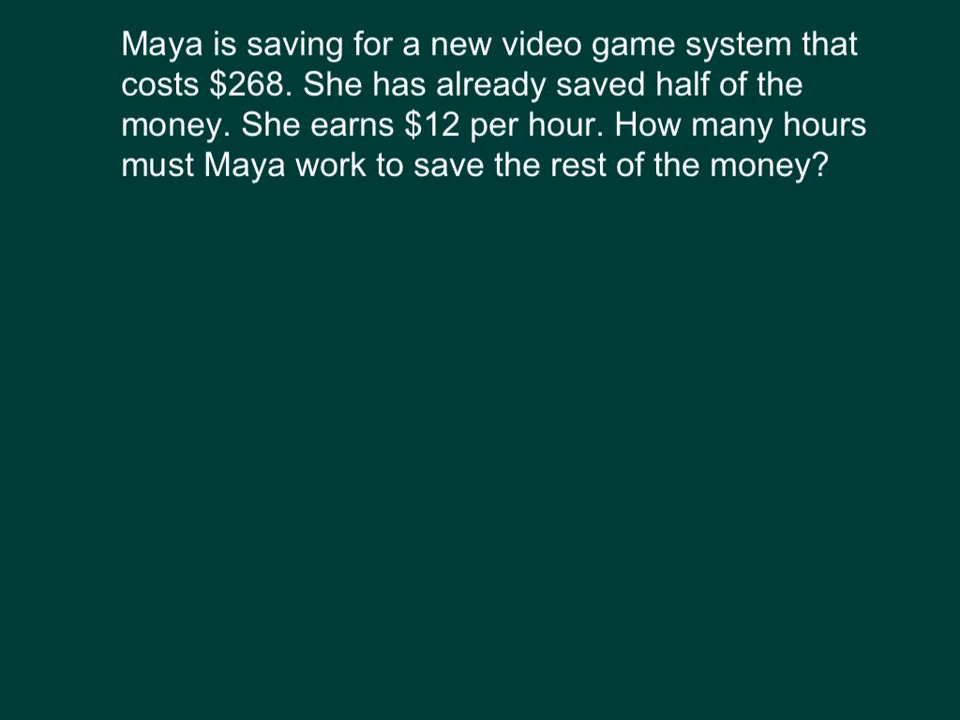 Maya is saving for a new video game system that
costs $268. She has already saved half of the
money. She earns $12 per hour. How many hours
must Maya work to save the rest of the money?